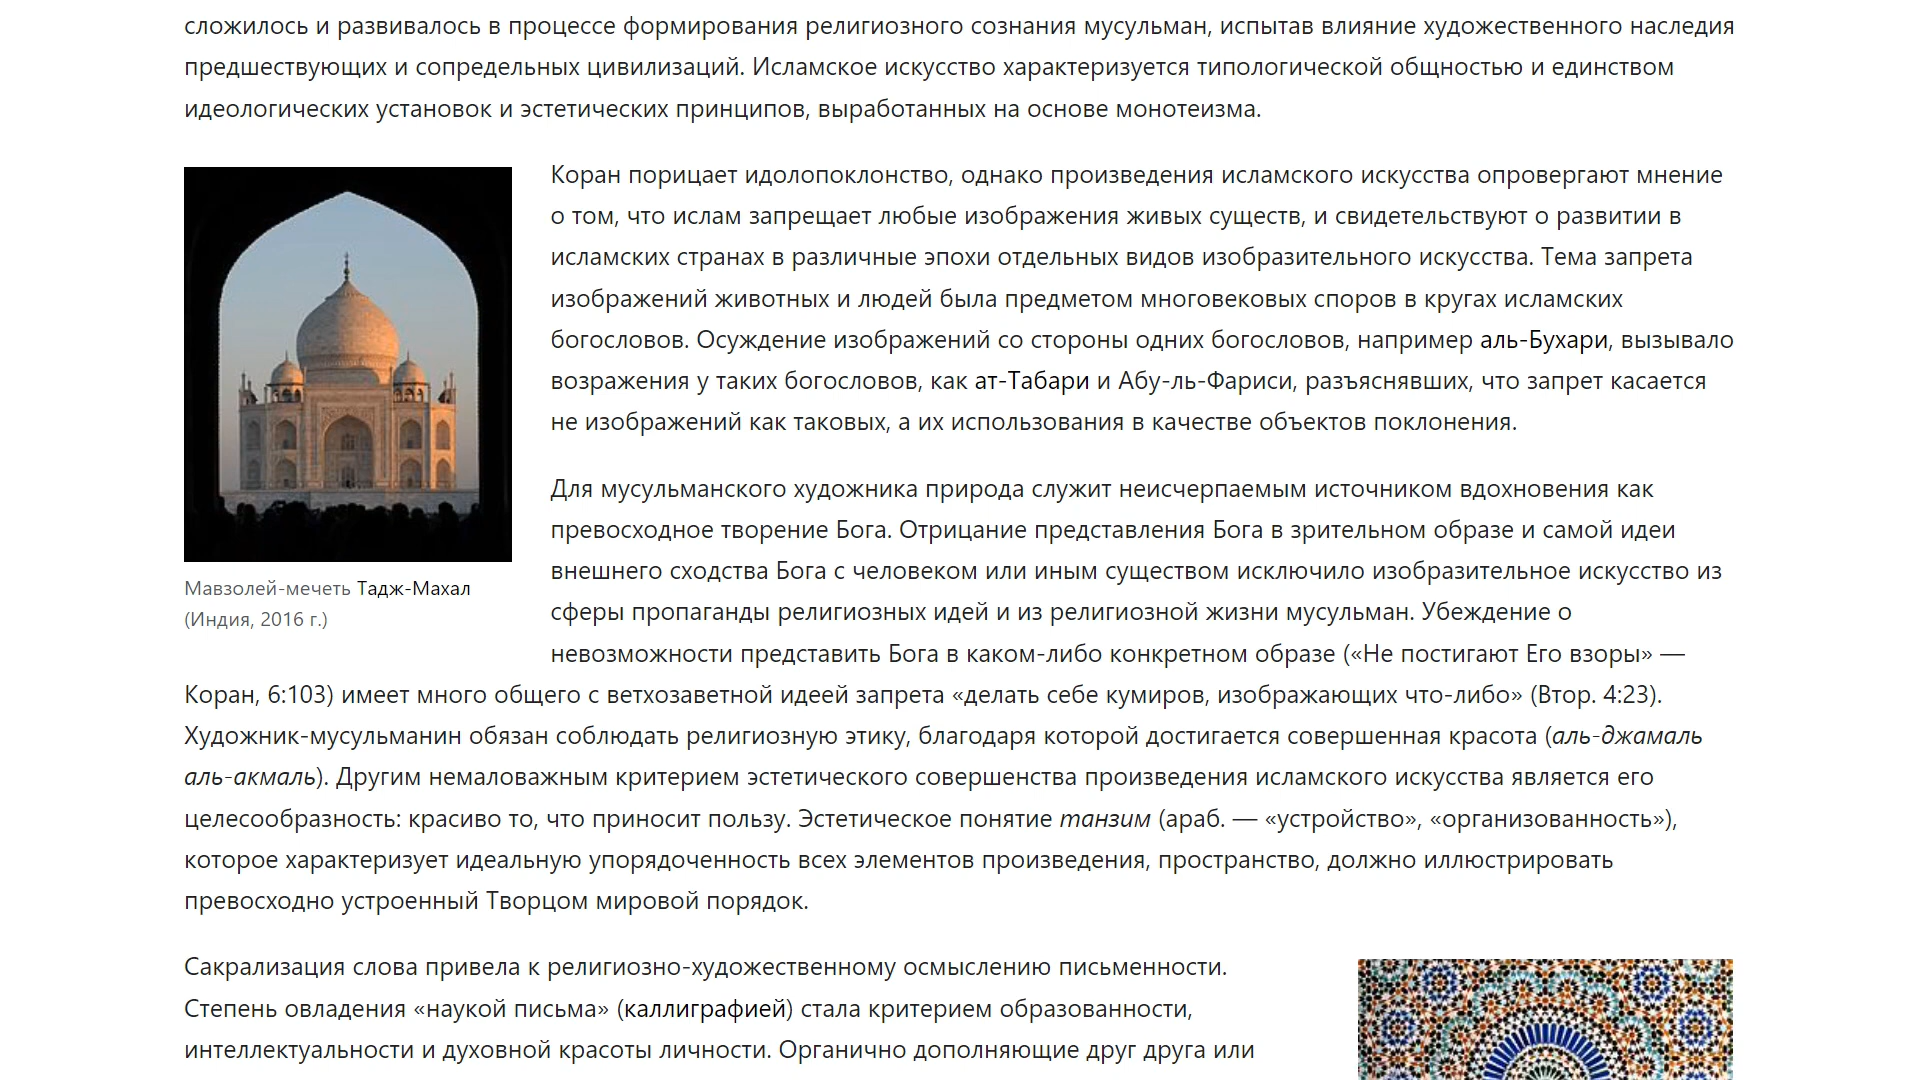 сложилось и развивалось в процессе формирования религиозного сознания мусульман, испытав влияние художественного наследия
предшествующих и сопредельных цивилизаций. Исламское искусство характеризуется типологической общностью и единством
идеологических установок и эстетических принципов, выработанных на основе монотеизма.
Коран порицает идолопоклонство, однако произведения исламского искусства опровергают мнение
о том, что ислам запрещает любые изображения живых существ, и свидетельствуют о развитии в
исламских странах в различные эпохи отдельных видов изобразительного искусства. Тема запрета
изображений животных и людей была предметом многовековых споров в кругах исламских
богословов. Осуждение изображений со стороны одних богословов, например аль-Бухари, вызывало
возражения у таких богословов, как ат-Табари и Абу-ль-Фариси, разъяснявших, что запрет касается
не изображений как таковых, а их использования в качестве объектов поклонения.
Мавзолей-мечеть Тадж-Махал
(Индия, 2016 г.)
Для мусульманского художника природа служит неисчерпаемым источником вдохновения как
превосходное творение Бога. Отрицание представления Бога в зрительном образе и самой идеи
внешнего сходства Бога с человеком или иным существом исключило изобразительное искусство из
сферы пропаганды религиозных идей и из религиозной жизни мусульман. Убеждение о
невозможности представить Бога в каком-либо конкретном образе («Не постигают Его взоры» —
Коран, 6:103) имеет много общего с ветхозаветной идеей запрета «делать себе кумиров, изображающих что-либо» (Втор. 4:23).
Художник-мусульманин обязан соблюдать религиозную этику, благодаря которой достигается совершенная красота (аль-джамаль
аль-акмаль). Другим немаловажным критерием эстетического совершенства произведения исламского искусства является его
целесообразность: красиво то, что приносит пользу. Эстетическое понятие танзим (араб. — «устройство», «организованность»),
которое характеризует идеальную упорядоченность всех элементов произведения, пространство, должно иллюстрировать
превосходно устроенный Творцом мировой порядок.
Сакрализация слова привела к религиозно-художественному осмыслению письменности.
Степень овладения «наукой письма» (каллиграфией) стала критерием образованности,
интеллектуальности и духовной красоты личности. Органично дополняющие друг друга или